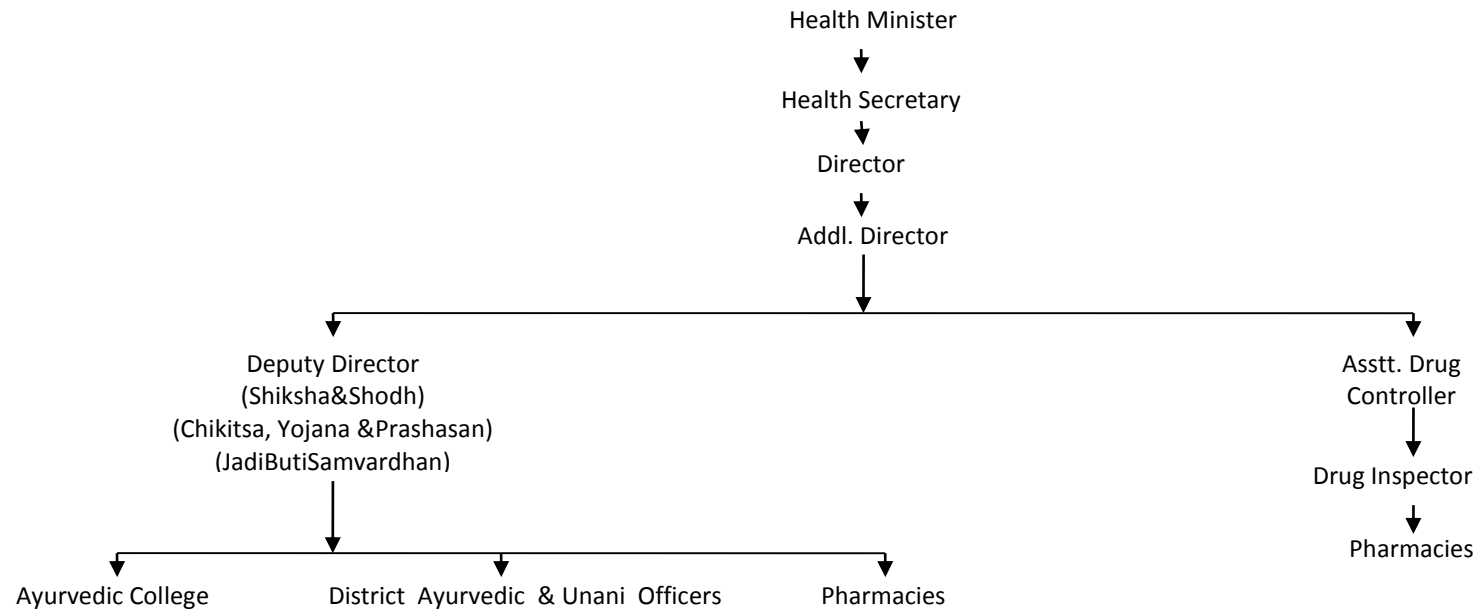 Health Minister
Health Secretary
Director
Addl. Director
Deputy Director
(Shiksha&Shodh)
(Chikitsa, Yojana &Prashasan)
(JadiButiSamvardhan)
Asstt. Drug
Controller
Drug Inspector
Pharmacies
Ayurvedic College
District Ayurvedic & Unani Officers
Pharmacies